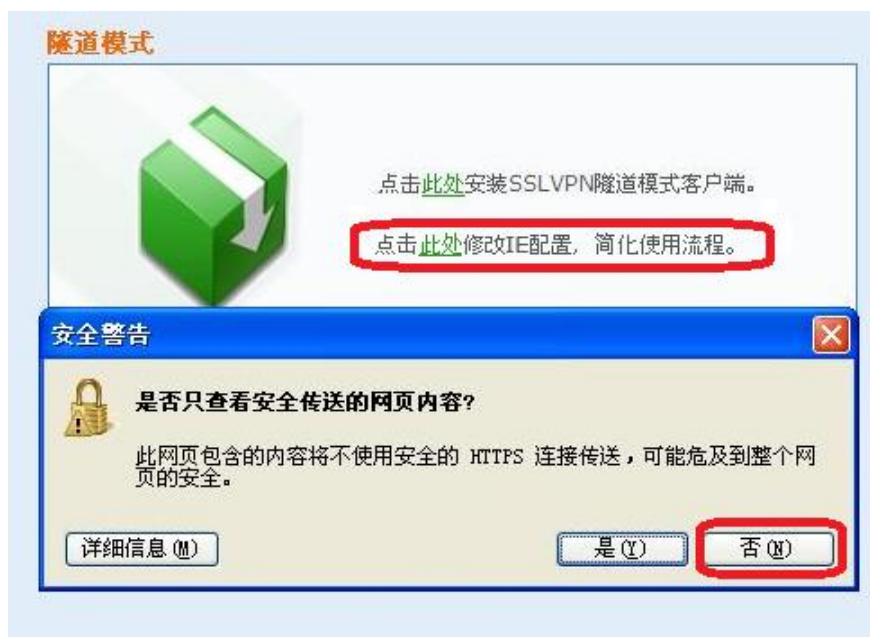 隧道模式
点击此处安装SSLVPN隧道模式客户端。
点击此处修改IE配置, 简化使用流程。
安全警告
是否只查看安全传送的网页内容?
此网页包含的内容将不使用安全的 HTTPS 连接传送，可能危及到整个网
页的安全。
详细信息(M) 是(Y) 否(N)